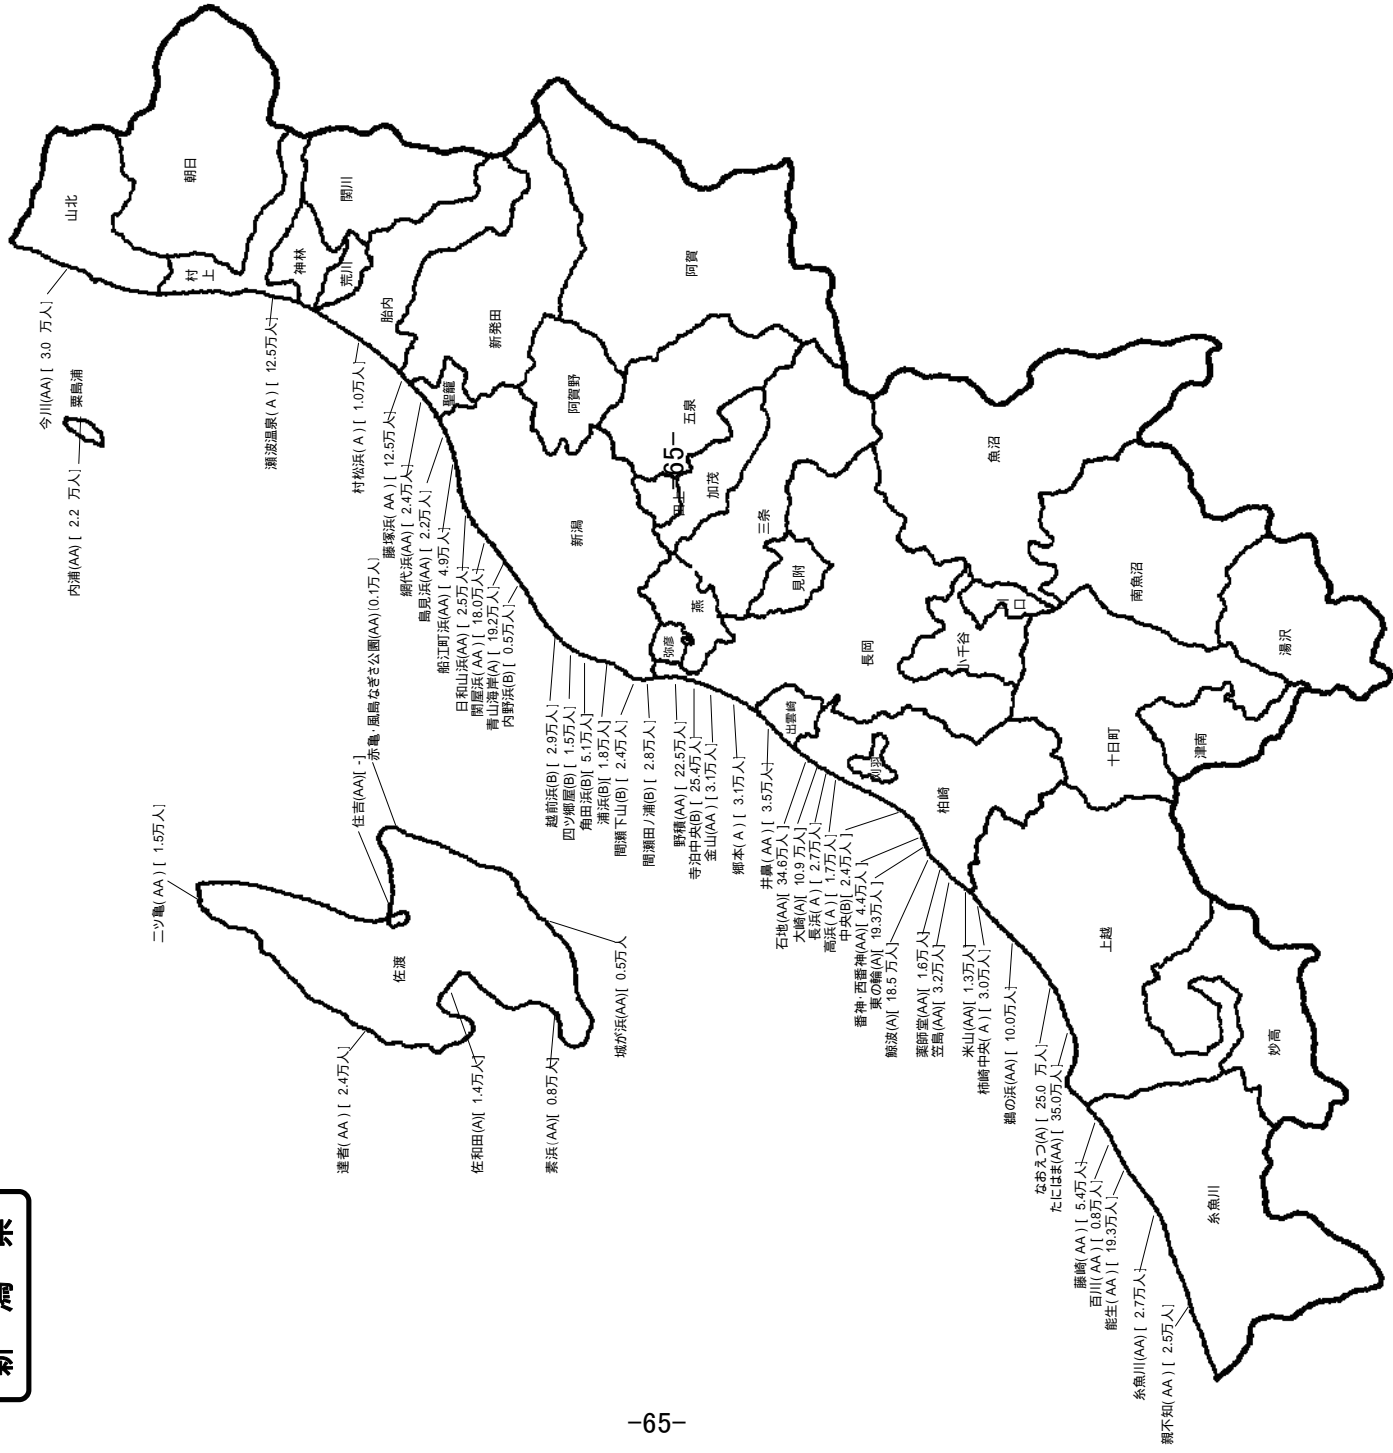 新潟県
山北
朝日
村上
関川
神林
荒川
胎内
新発田
聖籠
阿賀
阿賀野
五泉
新潟
田上
加茂
三条
見附
燕
弥彦
魚沼
長岡
川口
小千谷
南魚沼
湯沢
出雲崎
刈羽
柏崎
十日町
津南
上越
妙高
糸魚川
佐渡
粟島浦
今川(AA) [ 3.0 万人]
内浦(AA) [ 2.2 万人]
瀬波温泉( A ) [ 12.5万人]
村松浜( A ) [ 1.0万人]
藤塚浜( AA ) [ 12.5万人]
網代浜(AA) [ 2.4万人]
島見浜(AA) [ 2.2万人]
船江町浜(AA) [ 4.9万人]
日和山浜(AA) [ 2.5万人]
関屋浜( AA ) [ 18.0万人]
青山海岸(A) [ 19.2万人]
内野浜(B) [ 0.5万人]
越前浜(B) [ 2.9万人]
四ツ郷屋(B) [ 1.5万人]
角田浜(B)[ 5.1万人]
浦浜(B)[ 1.8万人]
間瀬下山(B) [ 2.4万人]
間瀬田ノ浦(B) [ 2.8万人]
野積(AA) [ 22.5万人]
寺泊中央(B) [ 25.4万人]
金山(AA ) [ 3.1万人]
郷本( A ) [ 3.1万人]
井鼻( AA ) [ 3.5万人]
石地(AA)[ 34.6万人 ]
大崎(A)[ 10.9 万人]
長浜( A ) [ 2.7万人]
高浜( A ) [ 1.7万人]
中央(B)[ 2.4万人 ]
番神・西番神(AA)[ 4.4万人 ]
東の輪(A)[ 19.3万人 ]
鯨波(A)[ 18.5 万人]
薬師堂(AA)[ 1.6万人]
笠島(AA)[ 3.2万人]
米山(AA)[ 1.3万人]
柿崎中央( A ) [ 3.0万人]
鵜の浜(AA) [ 10.0万人]
なおえつ(A) [ 25.0 万人]
たにはま(AA) [ 35.0万人]
藤崎( AA ) [ 5.4万人]
百川( AA ) [ 0.8万人]
能生( AA ) [ 19.3万人]
糸魚川(AA) [ 2.7万人]
親不知( AA ) [ 2.5万人]
二ツ亀( AA ) [ 1.5万人]
住吉(AA)[ -]
赤亀・風島なぎさ公園(AA)[0.1万人]
城が浜(AA)[ 0.5万人
素浜(AA)[ 0.8万人]
佐和田(A)[ 1.4万人]
達者( AA ) [ 2.4万人]
-65-
-65-